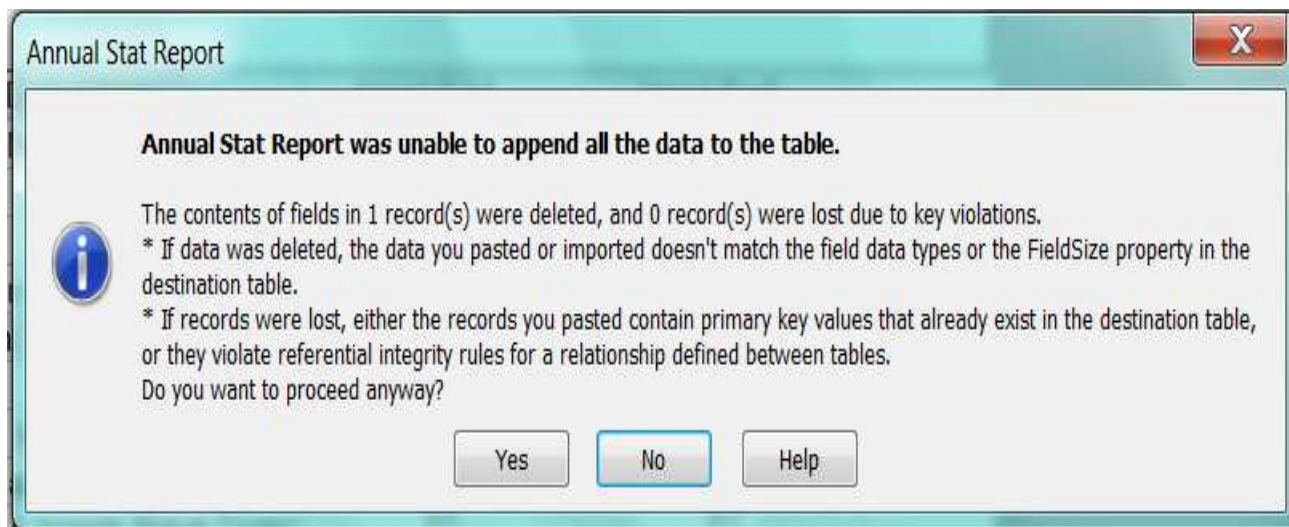 Annual Stat Report
X
Annual Stat Report was unable to append all the data to the table.
The contents of fields in 1 record(s) were deleted, and 0 record(s) were lost due to key violations.
* If data was deleted, the data you pasted or imported doesn't match the field data types or the FieldSize property in the
destination table.
* If records were lost, either the records you pasted contain primary key values that already exist in the destination table,
or they violate referential integrity rules for a relationship defined between tables.
Do you want to proceed anyway?
Yes No Help